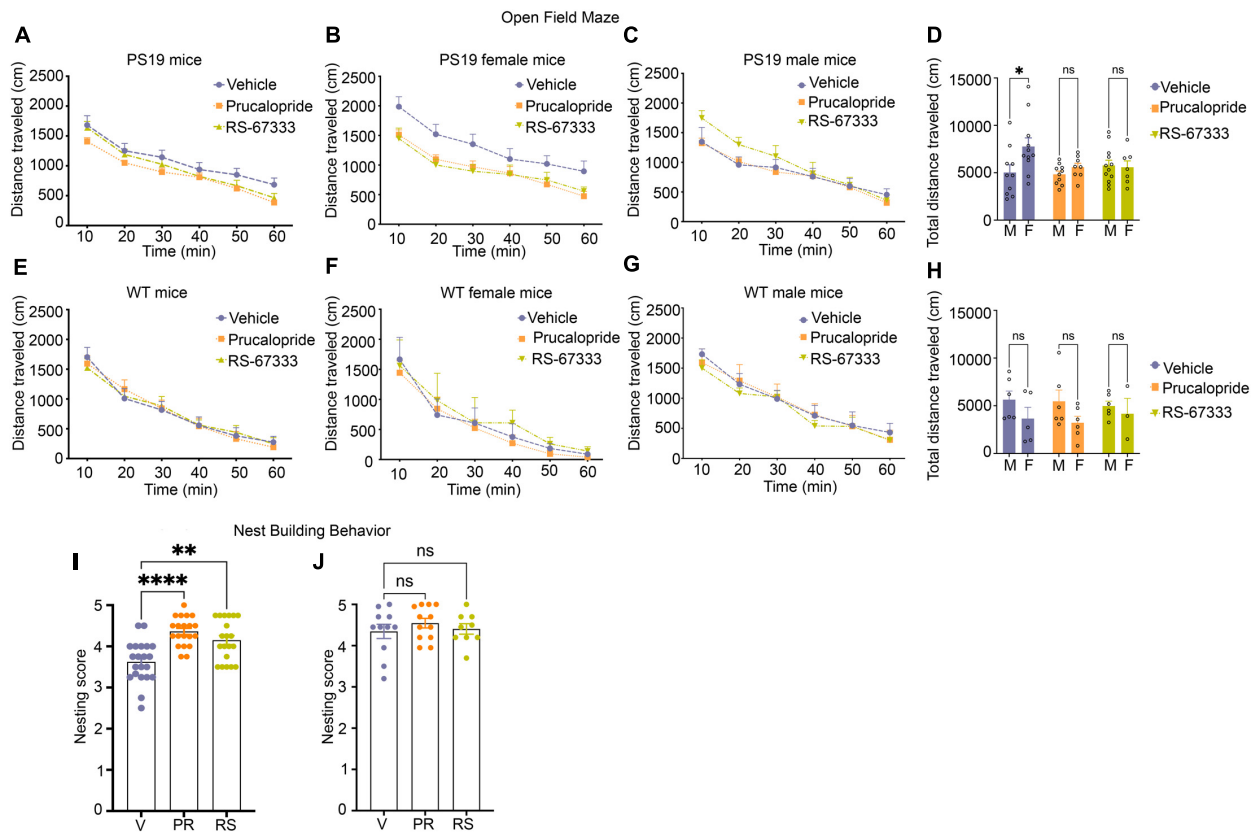 Open Field Maze
A
PS19 mice
Distance traveled (cm)
2500
2000
1500
1000
500
0
10 20 30 40 50 60
Time (min)
Vehicle
Prucalopride
RS-67333
B
PS19 female mice
Distance traveled (cm)
2500
2000
1500
1000
500
0
10 20 30 40 50 60
Time (min)
Vehicle
Prucalopride
RS-67333
C
PS19 male mice
Distance traveled (cm)
2500
2000
1500
1000
500
0
10 20 30 40 50 60
Time (min)
Vehicle
Prucalopride
RS-67333
D
Total distance traveled (cm)
15000
10000
5000
0
* ns ns
M F M F M F
Vehicle
Prucalopride
RS-67333
E
WT mice
Distance traveled (cm)
2500
2000
1500
1000
500
0
10 20 30 40 50 60
Time (min)
Vehicle
Prucalopride
RS-67333
F
WT female mice
Distance traveled (cm)
2500
2000
1500
1000
500
0
10 20 30 40 50 60
Time (min)
Vehicle
Prucalopride
RS-67333
G
WT male mice
Distance traveled (cm)
2500
2000
1500
1000
500
0
10 20 30 40 50 60
Time (min)
Vehicle
Prucalopride
RS-67333
H
Total distance traveled (cm)
15000
10000
5000
0
ns ns ns
M F M F M F
Vehicle
Prucalopride
RS-67333
Nest Building Behavior
I
Nesting score
5
4
3
2
1
0
**
****
V PR RS
J
Nesting score
5
4
3
2
1
0
ns
ns
V PR RS